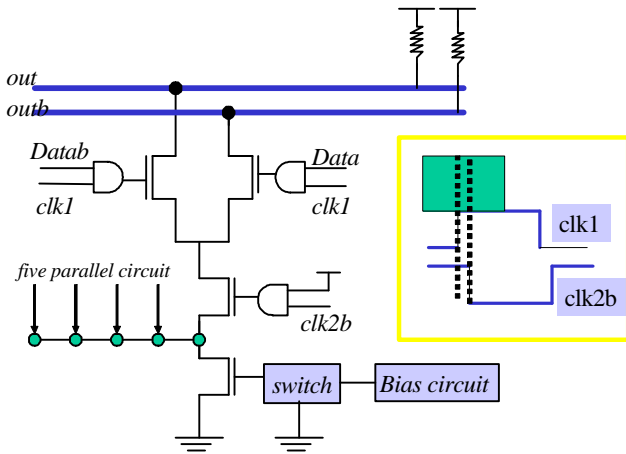 out
outb
Datab
Data
clk1
clk1
clk1
five parallel circuit
clk2b
clk2b
switch
Bias circuit